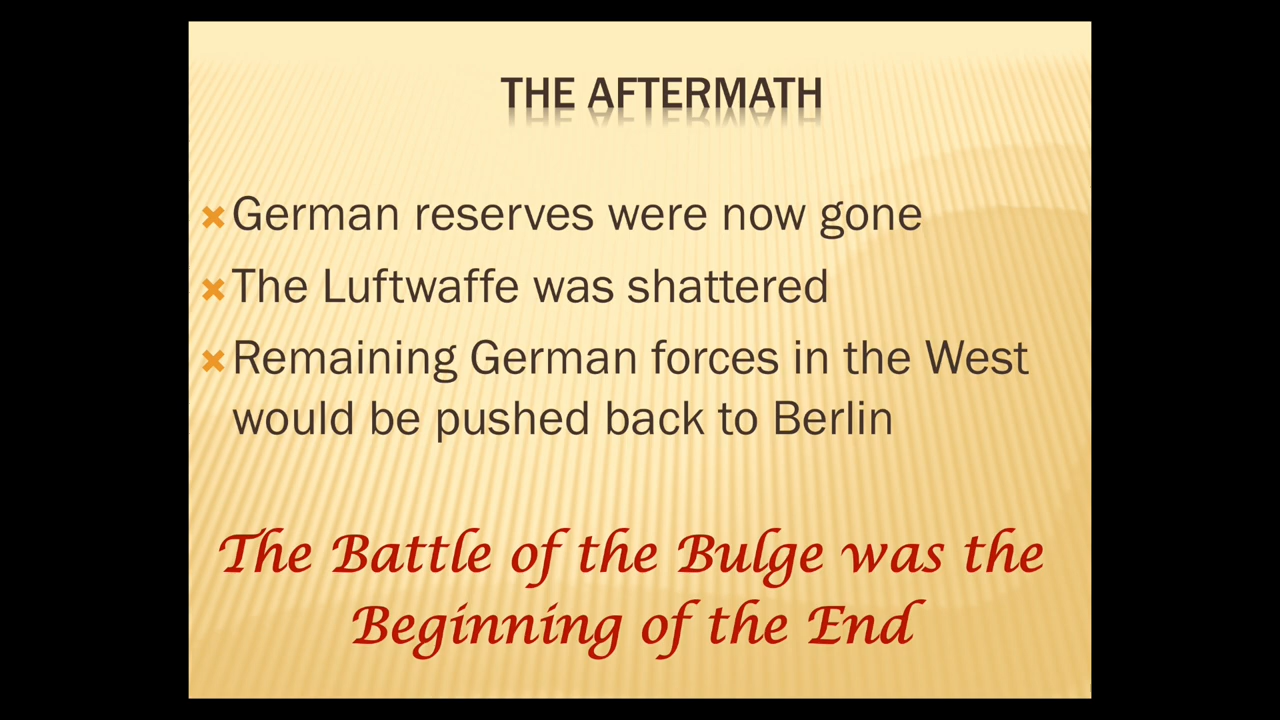 THE AFTERMATH
German reserves were now gone
The Luftwaffe was shattered
Remaining German forces in the West
would be pushed back to Berlin
The Battle of the Bulge was the
Beginning of the End